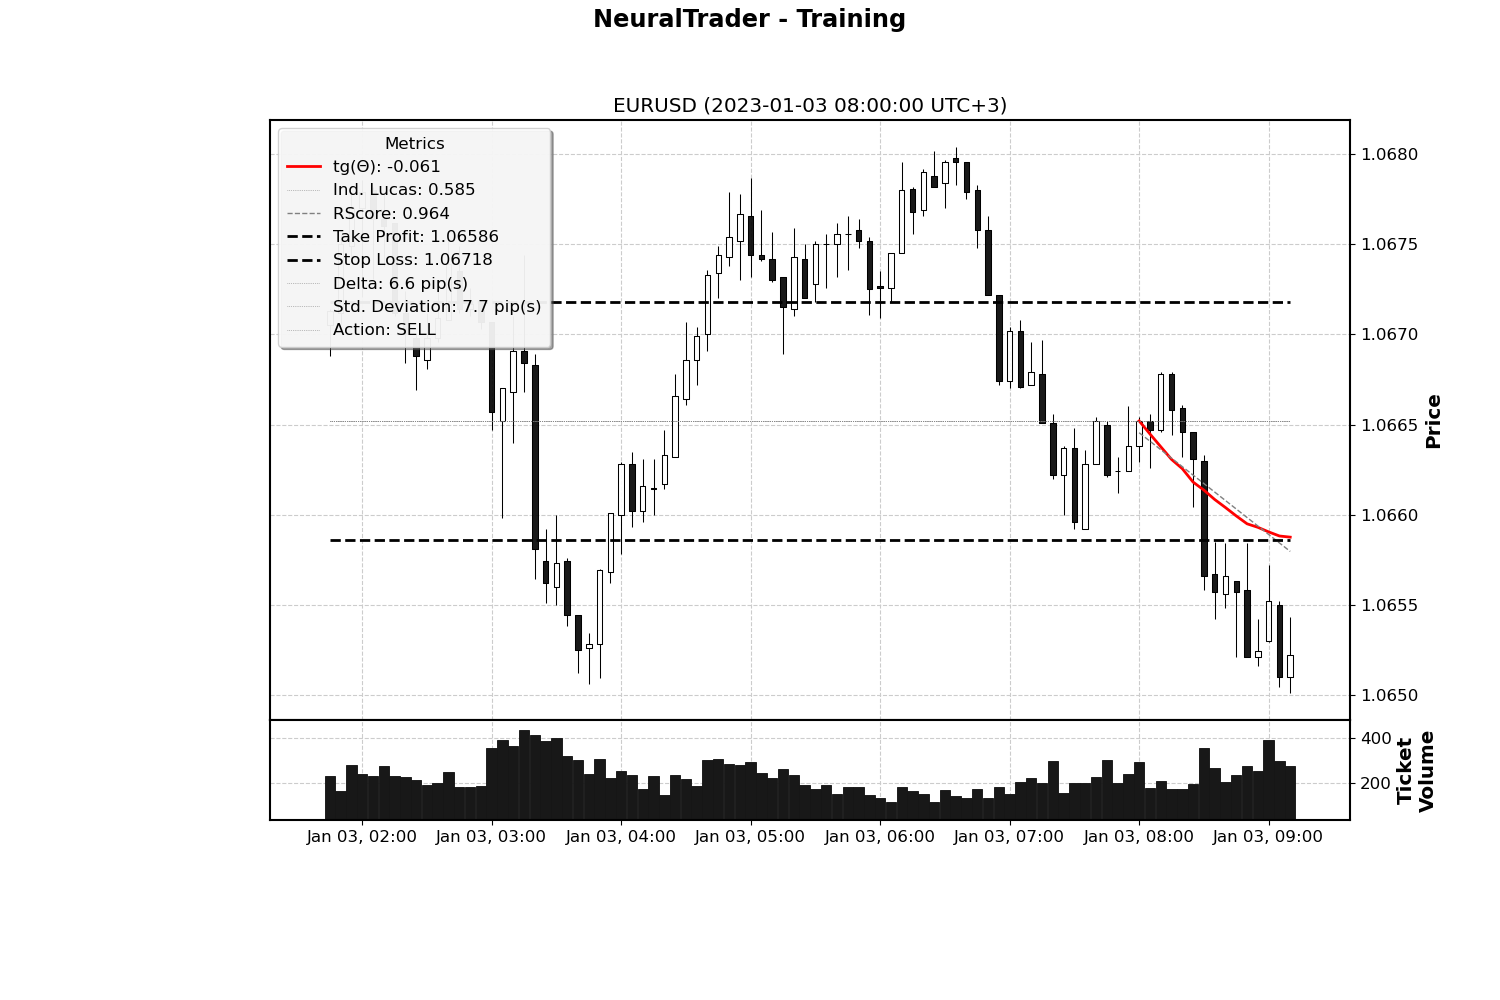 NeuralTrader - Training
EURUSD (2023-01-03 08:00:00 UTC+3)
Metrics
tg(Θ): -0.061
Ind. Lucas: 0.585
RScore: 0.964
Take Profit: 1.06586
Stop Loss: 1.06718
Delta: 6.6 pip(s)
Std. Deviation: 7.7 pip(s)
Action: SELL
1.0680
1.0675
1.0670
1.0665
1.0660
1.0655
1.0650
Price
400
200
Ticket
Volume
Jan 03, 02:00
Jan 03, 03:00
Jan 03, 04:00
Jan 03, 05:00
Jan 03, 06:00
Jan 03, 07:00
Jan 03, 08:00
Jan 03, 09:00